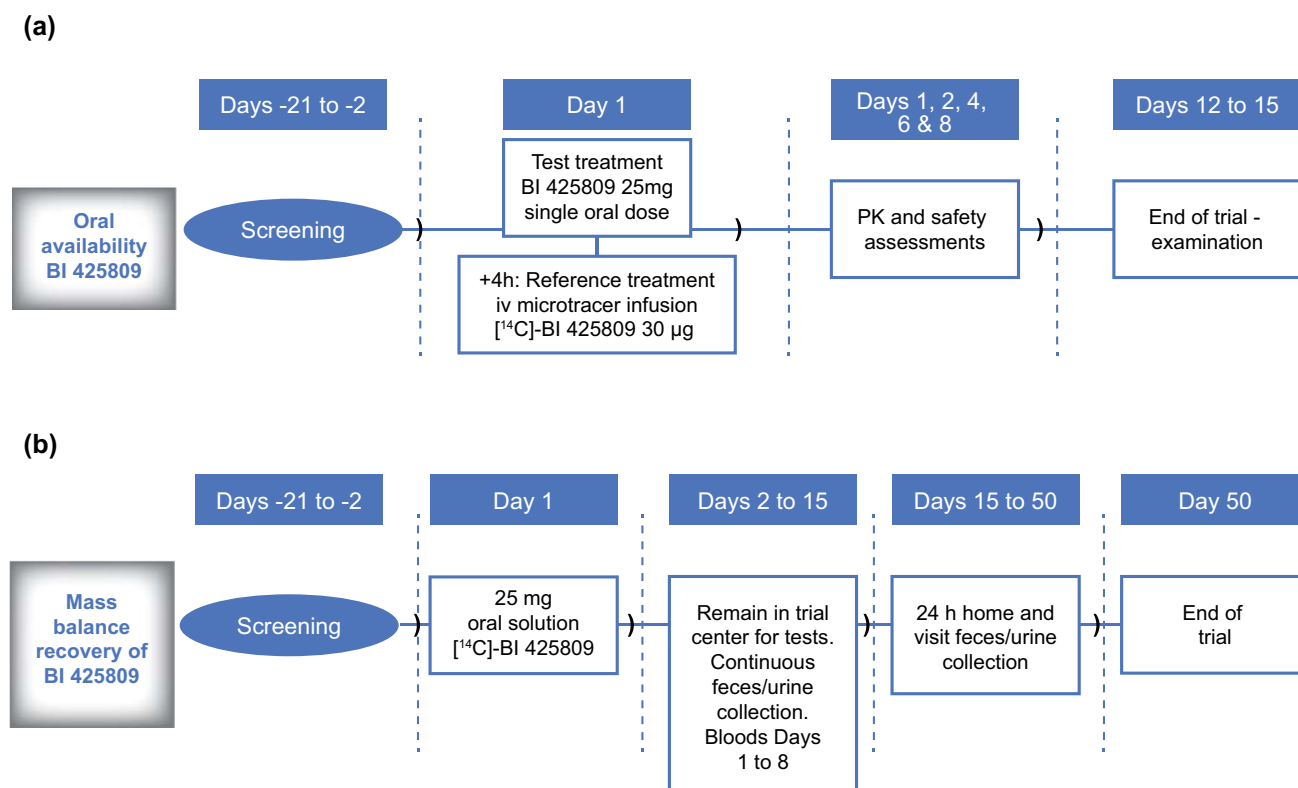 (a)
Days -21 to -2
Day 1
Days 1, 2, 4,
6 & 8
Days 12 to 15
Oral
availability
BI 425809
Screening
Test treatment
BI 425809 25mg
single oral dose
+4h: Reference treatment
iv microtracer infusion
[¹⁴C]-BI 425809 30 µg
PK and safety
assessments
End of trial -
examination
(b)
Days -21 to -2
Day 1
Days 2 to 15
Days 15 to 50
Day 50
Mass
balance
recovery of
BI 425809
Screening
25 mg
oral solution
[¹⁴C]-BI 425809
Remain in trial
center for tests.
Continuous
feces/urine
collection.
Bloods Days
1 to 8
24 h home and
visit feces/urine
collection
End of
trial